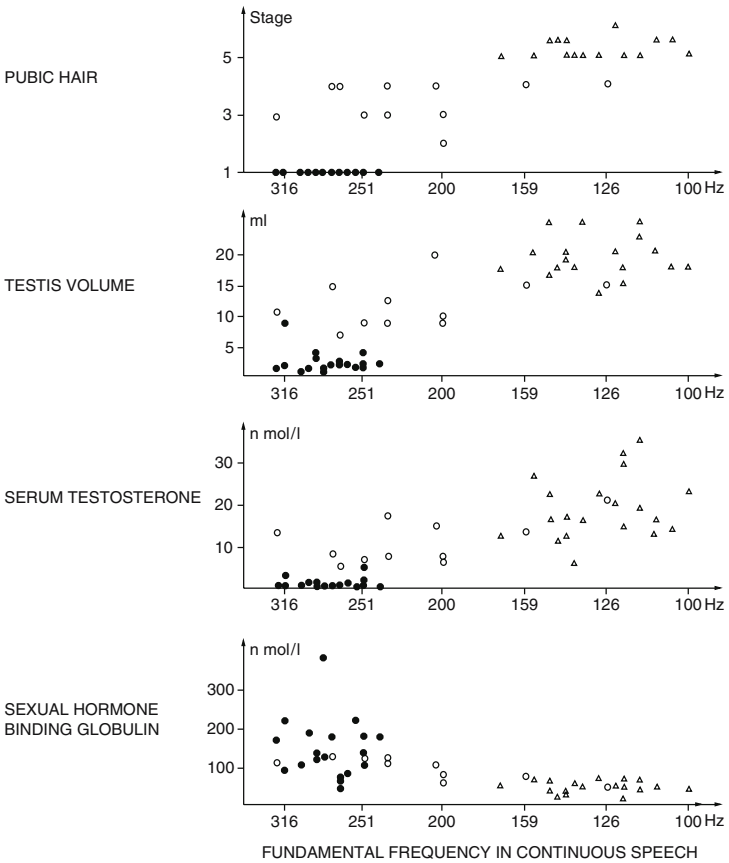 Stage
PUBIC HAIR
5
3
1
316 251 200 159 126 100 Hz
ml
TESTIS VOLUME
20
15
10
5
316 251 200 159 126 100 Hz
n mol/l
SERUM TESTOSTERONE
30
20
10
316 251 200 159 126 100 Hz
n mol/l
SEXUAL HORMONE
BINDING GLOBULIN
300
200
100
316 251 200 159 126 100 Hz
FUNDAMENTAL FREQUENCY IN CONTINUOUS SPEECH